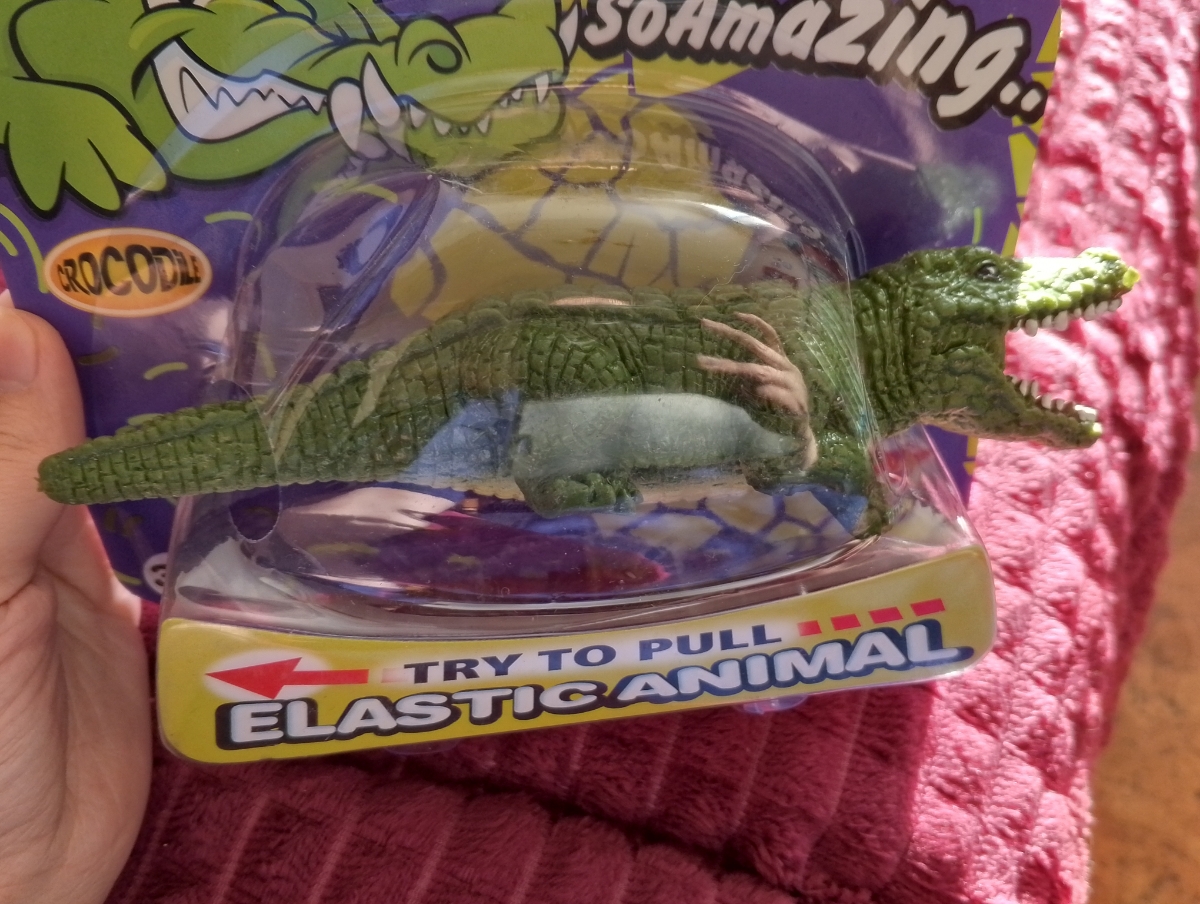 soAmazing..
CROCODILE
TRY TO PULL
ELASTIC ANIMAL